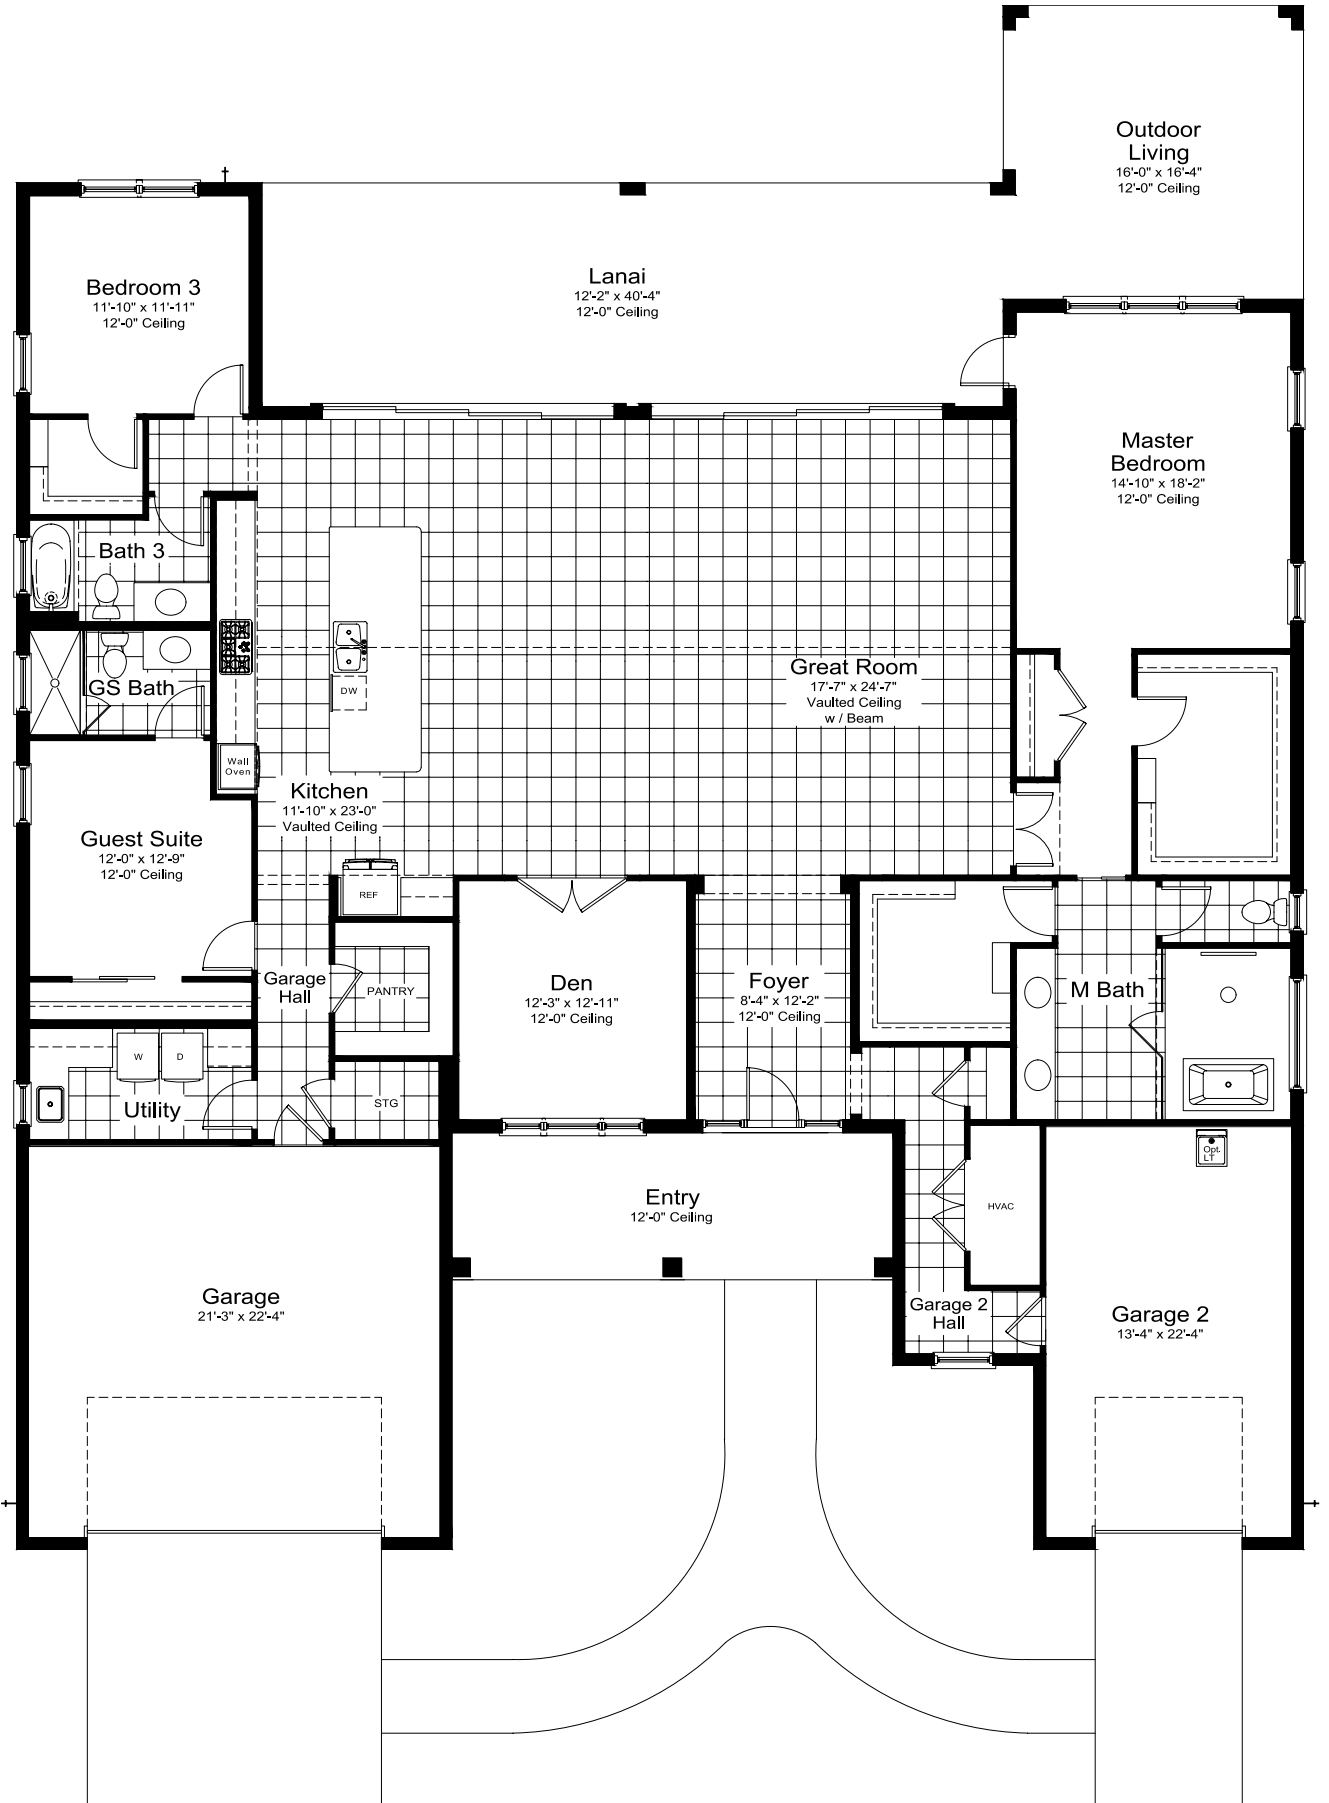 Outdoor
Living
16'-0" x 16'-4"
12'-0" Ceiling
Bedroom 3
11'-10" x 11'-11"
12'-0" Ceiling
Lanai
12'-2" x 40'-4"
12'-0" Ceiling
Master
Bedroom
14'-10" x 18'-2"
12'-0" Ceiling
Bath 3
GS Bath
DW
Great Room
17'-7" x 24'-7"
Vaulted Ceiling
w / Beam
Wall
Oven
Kitchen
11'-10" x 23'-0"
Vaulted Ceiling
Guest Suite
12'-0" x 12'-9"
12'-0" Ceiling
REF
Garage
Hall
PANTRY
Den
12'-3" x 12'-11"
12'-0" Ceiling
Foyer
8'-4" x 12'-2"
12'-0" Ceiling
M Bath
W
D
Utility
STG
Opt.
LT
Entry
12'-0" Ceiling
HVAC
Garage
21'-3" x 22'-4"
Garage 2
Hall
Garage 2
13'-4" x 22'-4"